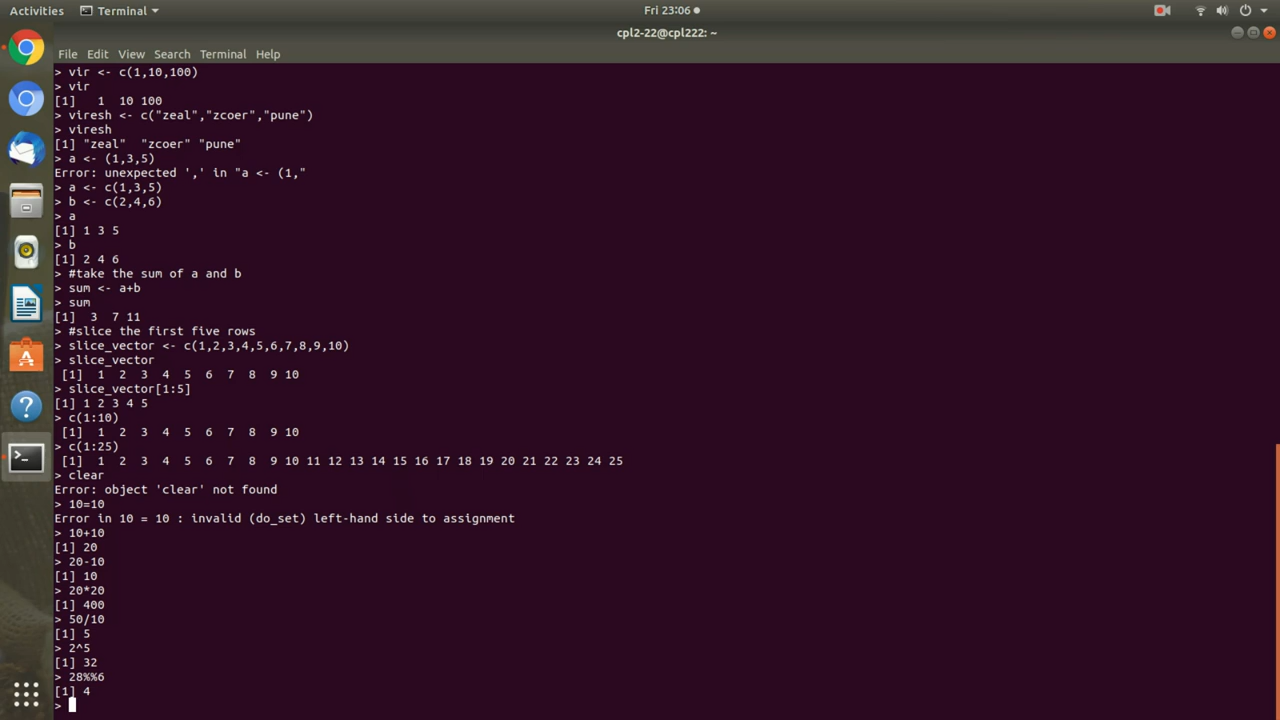 Activities Terminal Fri 23:06
cpl2-22@cpl222: ~
File Edit View Search Terminal Help
> vir <- c(1,10,100)
> vir
[1]   1  10 100
> viresh <- c("zeal","zcoer","pune")
> viresh
[1] "zeal"  "zcoer" "pune"
> a <- (1,3,5)
Error: unexpected ',' in "a <- (1,"
> a <- c(1,3,5)
> b <- c(2,4,6)
> a
[1] 1 3 5
> b
[1] 2 4 6
> #take the sum of a and b
> sum <- a+b
> sum
[1]  3  7 11
> #slice the first five rows
> slice_vector <- c(1,2,3,4,5,6,7,8,9,10)
> slice_vector
 [1]  1  2  3  4  5  6  7  8  9 10
> slice_vector[1:5]
[1] 1 2 3 4 5
> c(1:10)
 [1]  1  2  3  4  5  6  7  8  9 10
> c(1:25)
 [1]  1  2  3  4  5  6  7  8  9 10 11 12 13 14 15 16 17 18 19 20 21 22 23 24 25
> clear
Error: object 'clear' not found
> 10=10
Error in 10 = 10 : invalid (do_set) left-hand side to assignment
> 10+10
[1] 20
> 20-10
[1] 10
> 20*20
[1] 400
> 50/10
[1] 5
> 2^5
[1] 32
> 28%%6
[1] 4
>